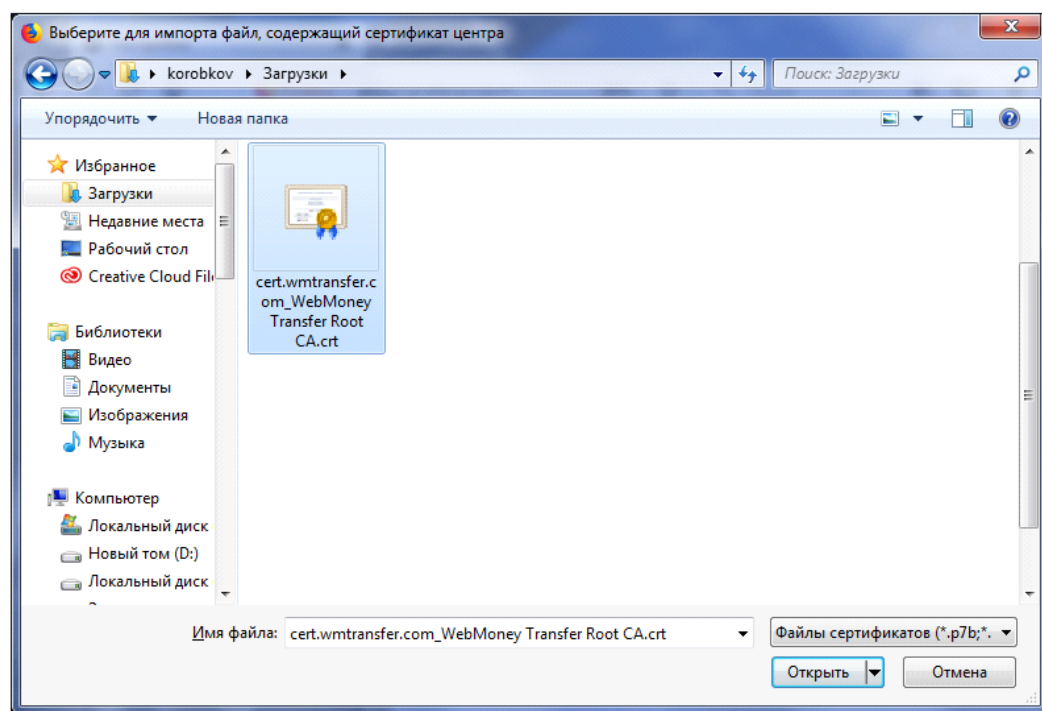 Выберите для импорта файл, содержащий сертификат центра
korobkov ▸ Загрузки ▸
Поиск: Загрузки
Упорядочить ▾ Новая папка
Избранное
Загрузки
Недавние места
Рабочий стол
Creative Cloud File
Библиотеки
Видео
Документы
Изображения
Музыка
Компьютер
Локальный диск
Новый том (D:)
Локальный диск
cert.wmtransfer.c
om_WebMoney
Transfer Root
CA.crt
Имя файла: cert.wmtransfer.com_WebMoney Transfer Root CA.crt
Файлы сертификатов (*.p7b;*.
Открыть Отмена